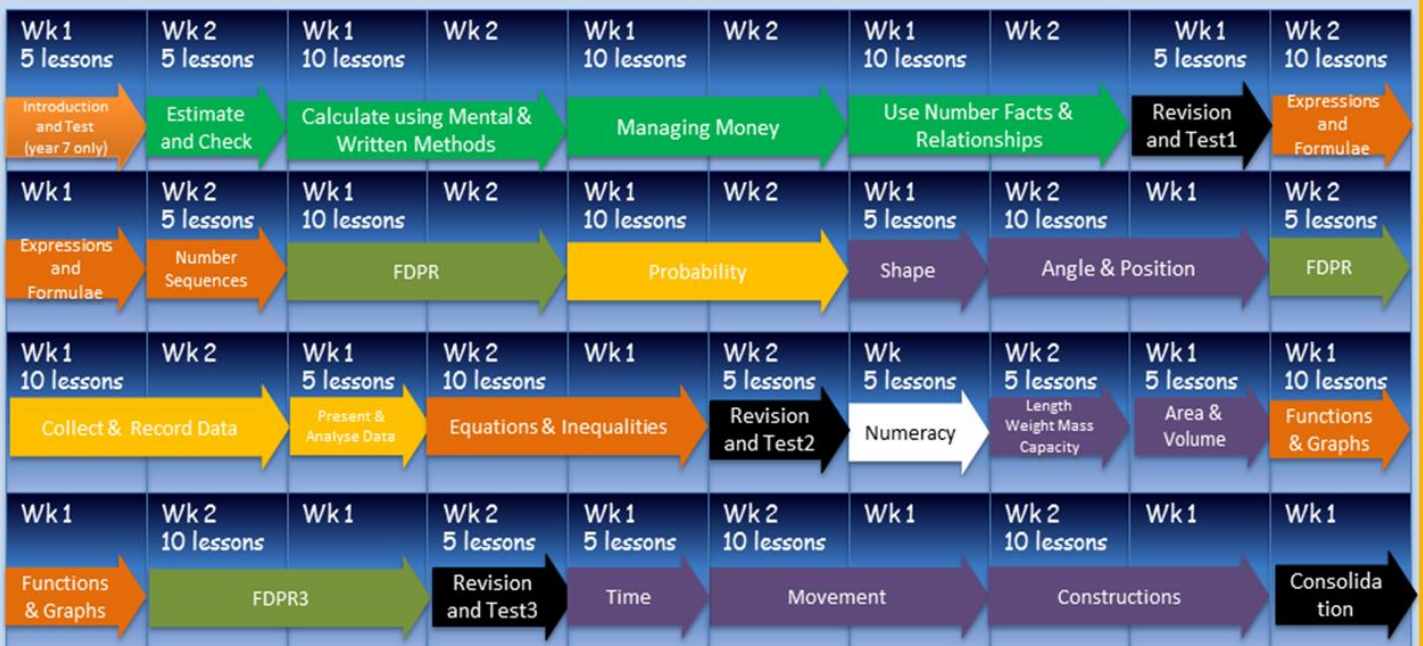 Wk 1
5 lessons
Wk 2
5 lessons
Wk 1
10 lessons
Wk 2
Wk 1
10 lessons
Wk 2
Wk 1
10 lessons
Wk 2
Wk 1
5 lessons
Wk 2
10 lessons
Introduction
and Test
(year 7 only)
Estimate
and Check
Calculate using Mental &
Written Methods
Managing Money
Use Number Facts &
Relationships
Revision
and Test1
Expressions
and
Formulae
Wk 1
Wk 2
5 lessons
Wk 1
10 lessons
Wk 2
Wk 1
10 lessons
Wk 2
Wk 1
5 lessons
Wk 2
10 lessons
Wk 1
Wk 2
5 lessons
Expressions
and
Formulae
Number
Sequences
FDPR
Probability
Shape
Angle & Position
FDPR
Wk 1
10 lessons
Wk 2
Wk 1
5 lessons
Wk 2
10 lessons
Wk 1
Wk 2
5 lessons
Wk
5 lessons
Wk 2
5 lessons
Wk 1
5 lessons
Wk 1
10 lessons
Collect & Record Data
Present &
Analyse Data
Equations & Inequalities
Revision
and Test2
Numeracy
Length
Weight Mass
Capacity
Area &
Volume
Functions
& Graphs
Wk 1
Wk 2
10 lessons
Wk 1
Wk 2
5 lessons
Wk 1
5 lessons
Wk 2
10 lessons
Wk 1
Wk 2
10 lessons
Wk 1
Wk 1
Functions
& Graphs
FDPR3
Revision
and Test3
Time
Movement
Constructions
Consolida
tion